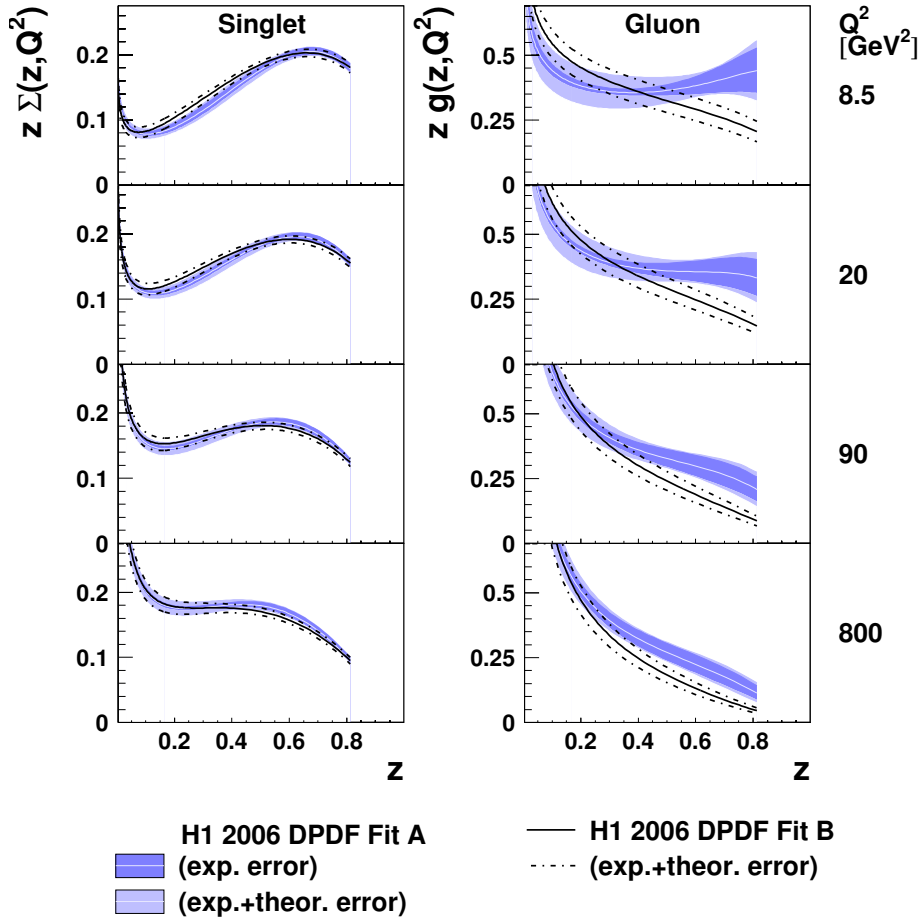 Singlet
Gluon
Q²
[GeV²]
z Σ(z,Q²)
z g(z,Q²)
0.2
0.1
0
0.5
0.25
0
8.5
0.2
0.1
0
0.5
0.25
0
20
0.2
0.1
0
0.5
0.25
0
90
0.2
0.1
0
0.5
0.25
0
800
0.2 0.4 0.6 0.8
0.2 0.4 0.6 0.8
z
z
H1 2006 DPDF Fit A
(exp. error)
(exp.+theor. error)
H1 2006 DPDF Fit B
(exp.+theor. error)